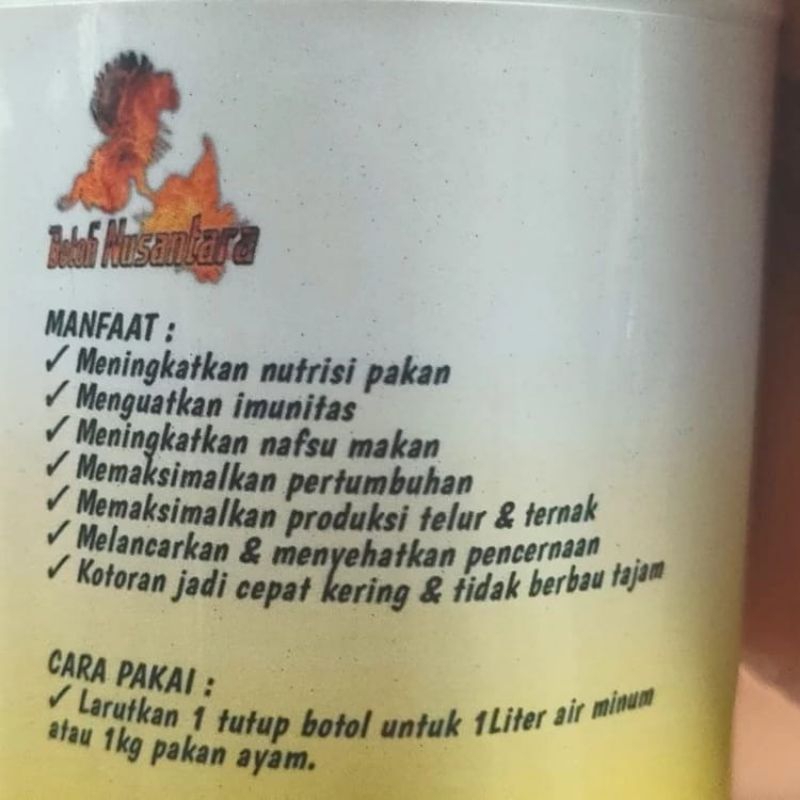 Nusantara
MANFAAT :
✓ Meningkatkan nutrisi pakan
✓ Menguatkan imunitas
✓ Meningkatkan nafsu makan
✓ Memaksimalkan pertumbuhan
✓ Memaksimalkan produksi telur & ternak
✓ Melancarkan & menyehatkan pencernaan
✓ Kotoran jadi cepat kering & tidak berbau tajam
CARA PAKAI :
✓ Larutkan 1 tutup botol untuk 1Liter air minum
atau 1kg pakan ayam.